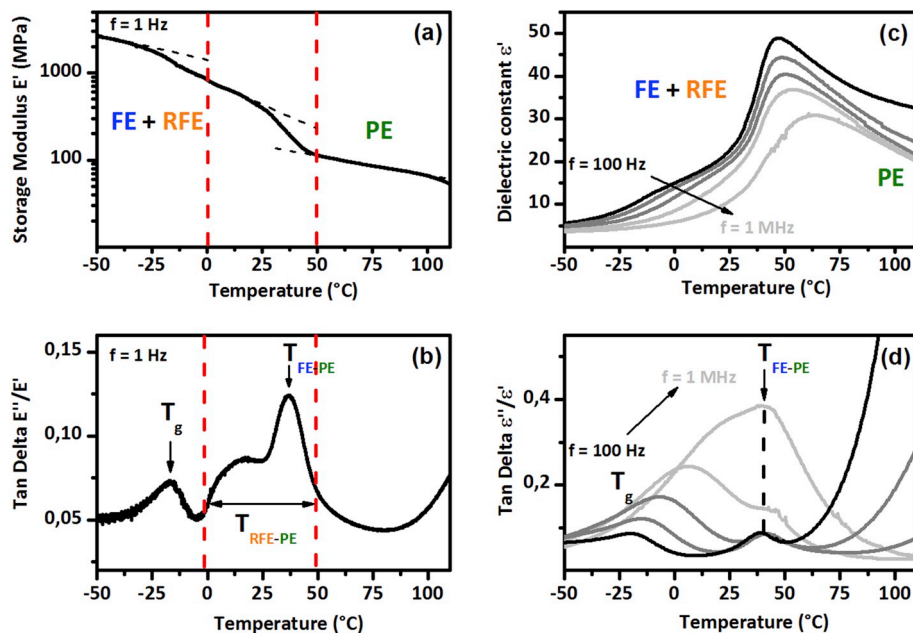 f = 1 Hz
(a)
Storage Modulus E' (MPa)
1000
100
FE + RFE
PE
-50 -25 0 25 50 75 100
Temperature (°C)
(c)
Dielectric constant ε'
50
40
30
20
10
FE + RFE
f = 100 Hz
f = 1 MHz
PE
-50 -25 0 25 50 75 100
Temperature (°C)
f = 1 Hz
(b)
Tan Delta E''/E'
0,15
0,10
0,05
0,00
Tg
T FE-PE
T RFE-PE
-50 -25 0 25 50 75 100
Temperature (°C)
(d)
Tan Delta ε''/ε'
0,4
0,2
T FE-PE
f = 1 MHz
f = 100 Hz
Tg
-50 -25 0 25 50 75 100
Temperature (°C)